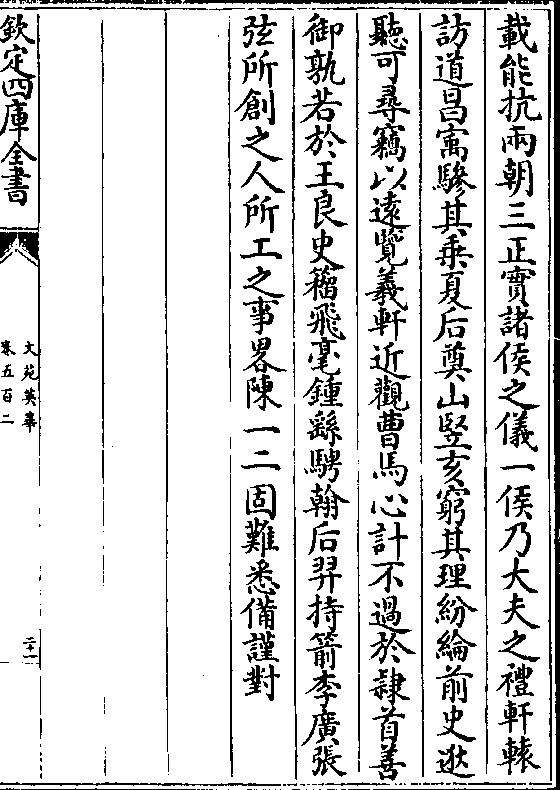 載能抗兩朝三正實諸侯之儀一侯乃大夫之禮軒轅
訪道昌㝢驂其乘夏后奠山竪亥窮其理紛綸前史逖
聽可尋竊以遠覽義軒近觀曹馬心計不過於隷首善
御孰若於王良史籕飛毫鍾繇騁翰后羿持箭李廣張
弦所創之人所工之事畧陳一二固難悉備謹對
欽定四庫全書
文苑英華
卷五百二
二十一